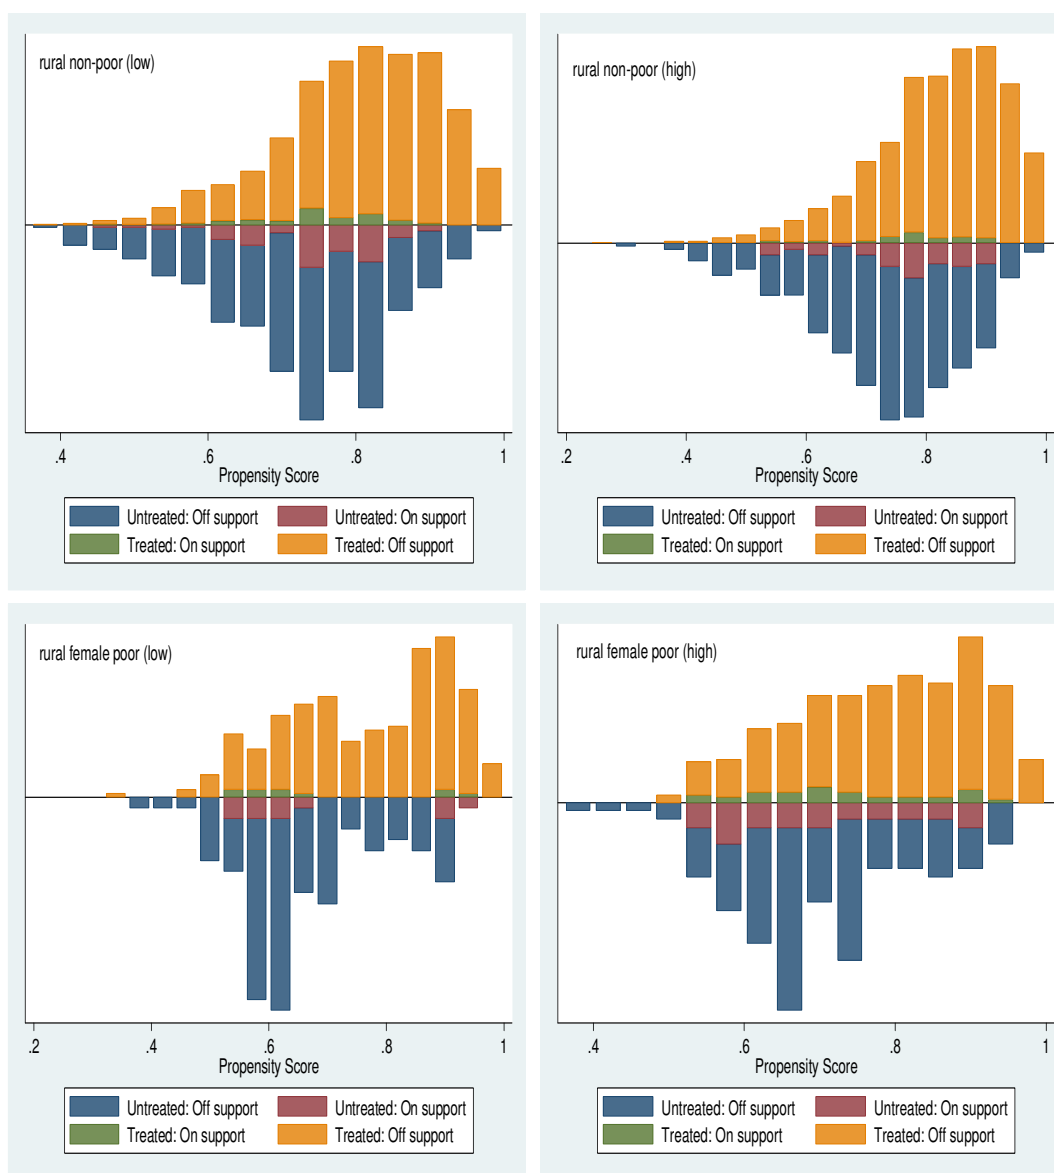 rural non-poor (low)
.4 .6 .8 1
Propensity Score
Untreated: Off support Untreated: On support
Treated: On support Treated: Off support
rural non-poor (high)
.2 .4 .6 .8 1
Propensity Score
Untreated: Off support Untreated: On support
Treated: On support Treated: Off support
rural female poor (low)
.2 .4 .6 .8 1
Propensity Score
Untreated: Off support Untreated: On support
Treated: On support Treated: Off support
rural female poor (high)
.4 .6 .8 1
Propensity Score
Untreated: Off support Untreated: On support
Treated: On support Treated: Off support